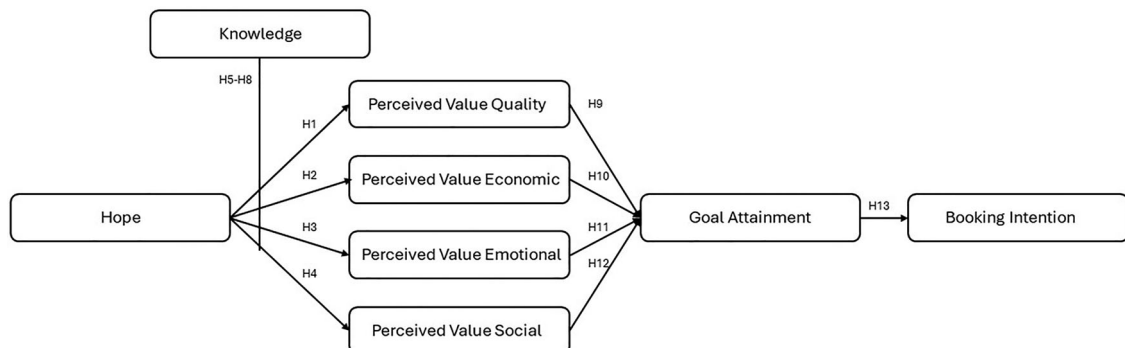 Knowledge
H5-H8
Perceived Value Quality
H9
H1
H2
Perceived Value Economic
H10
Hope
Goal Attainment
H13
Booking Intention
H3
H11
Perceived Value Emotional
H4
H12
Perceived Value Social